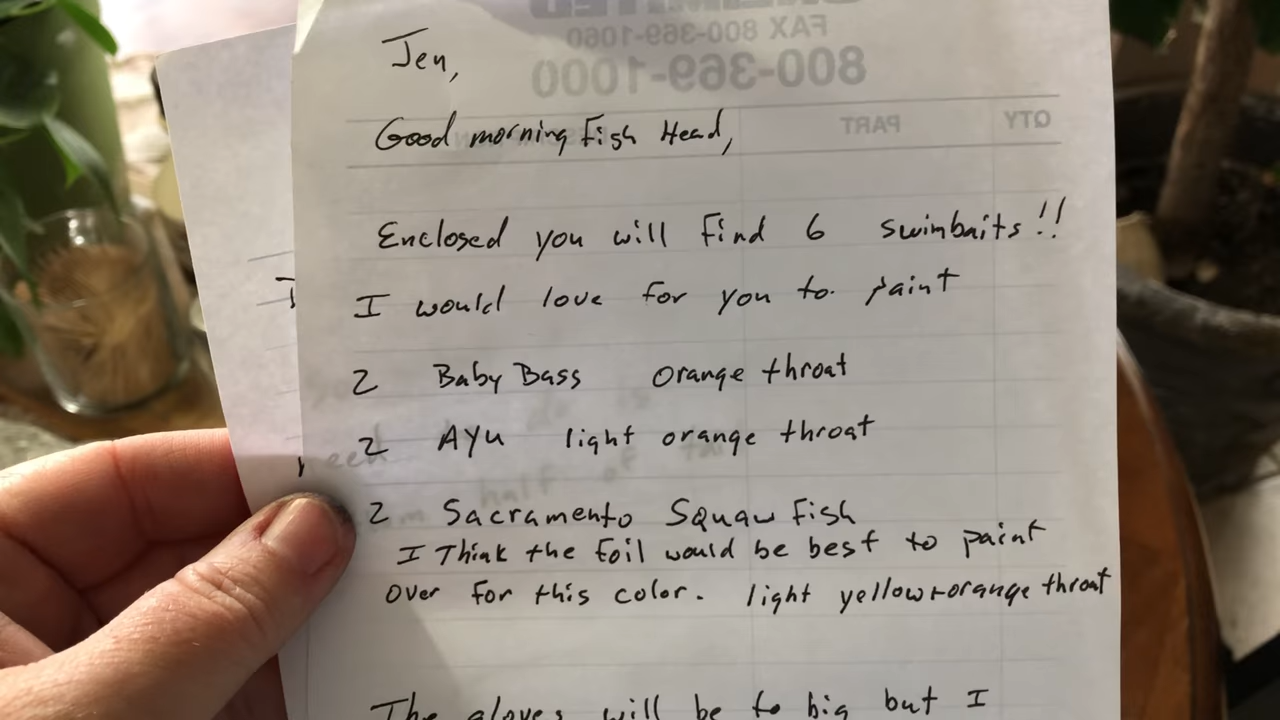 FAX 800-369-1060
800-369-1000
QTY PART
Jen,
Good morning Fish Head,
Enclosed you will find 6 swimbaits!!
I would love for you to paint
2 Baby Bass orange throat
2 AYU light orange throat
2 Sacramento Squaw Fish
I Think the foil would be best to paint
over for this color. light yellow+orange throat
The gloves will be to big but I